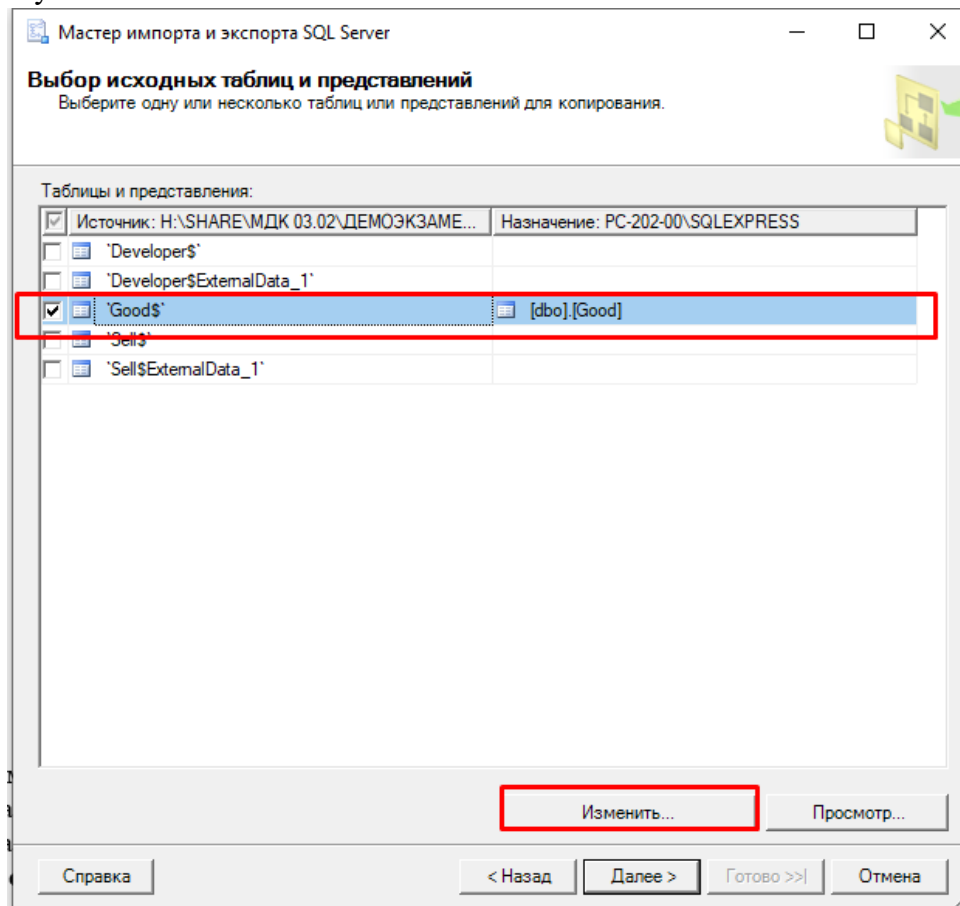 Мастер импорта и экспорта SQL Server
Выбор исходных таблиц и представлений
Выберите одну или несколько таблиц или представлений для копирования.
Таблицы и представления:
Источник: H:\SHARE\МДК 03.02\ДЕМОЭКЗАМЕ... Назначение: PC-202-00\SQLEXPRESS
`Developer$`
`Developer$ExternalData_1`
`Good$` [dbo].[Good]
`Sell$`
`Sell$ExternalData_1`
Изменить... Просмотр...
Справка < Назад Далее > Готово >>| Отмена